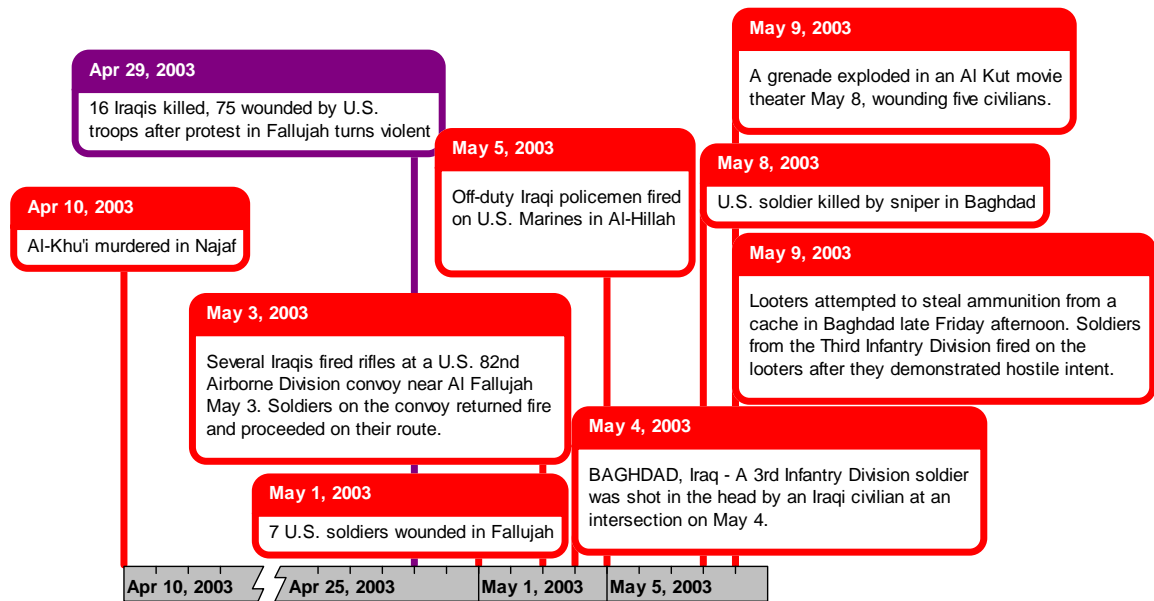 May 9, 2003
A grenade exploded in an Al Kut movie
theater May 8, wounding five civilians.
Apr 29, 2003
16 Iraqis killed, 75 wounded by U.S.
troops after protest in Fallujah turns violent
May 5, 2003
Off-duty Iraqi policemen fired
on U.S. Marines in Al-Hillah
May 8, 2003
U.S. soldier killed by sniper in Baghdad
Apr 10, 2003
Al-Khu'i murdered in Najaf
May 9, 2003
Looters attempted to steal ammunition from a
cache in Baghdad late Friday afternoon. Soldiers
from the Third Infantry Division fired on the
looters after they demonstrated hostile intent.
May 3, 2003
Several Iraqis fired rifles at a U.S. 82nd
Airborne Division convoy near Al Fallujah
May 3. Soldiers on the convoy returned fire
and proceeded on their route.
May 4, 2003
BAGHDAD, Iraq - A 3rd Infantry Division soldier
was shot in the head by an Iraqi civilian at an
intersection on May 4.
May 1, 2003
7 U.S. soldiers wounded in Fallujah
Apr 10, 2003
Apr 25, 2003
May 1, 2003
May 5, 2003